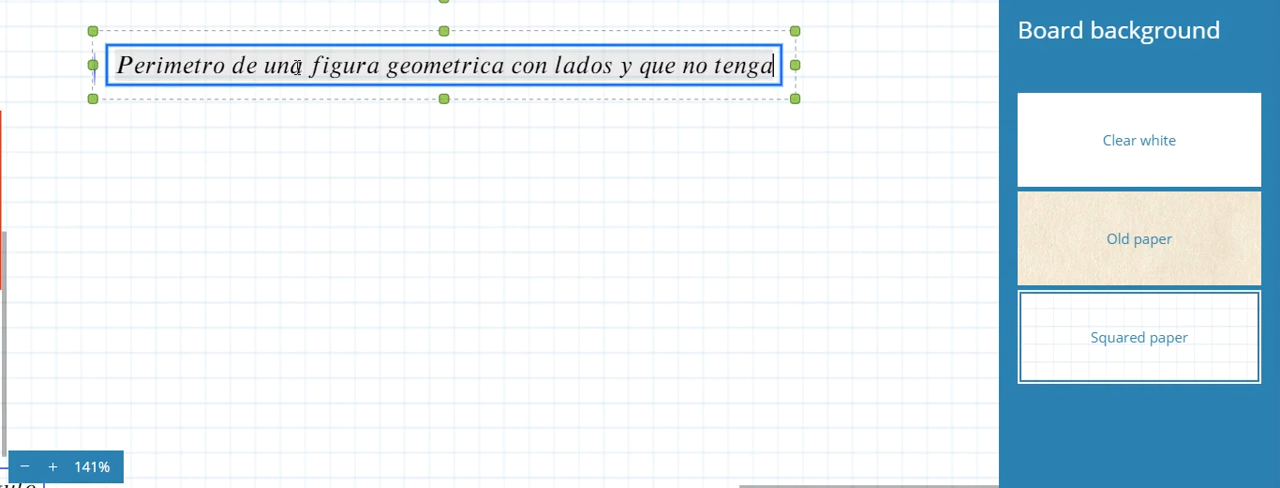 Board background
Perimetro de una figura geometrica con lados y que no tenga
Clear white
Old paper
Squared paper
− + 141%